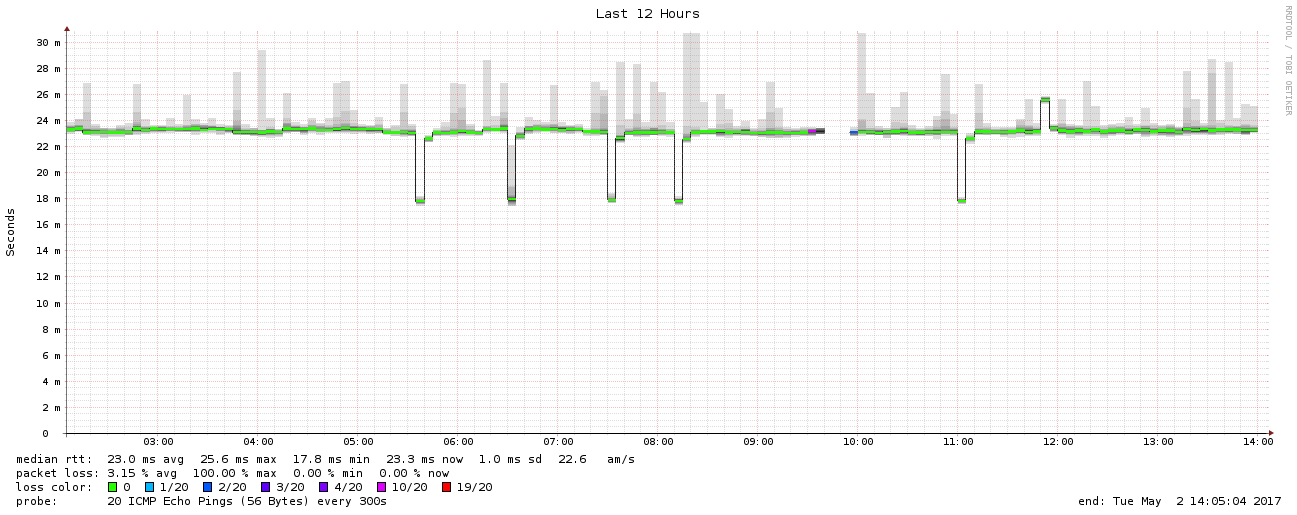 Last 12 Hours
RRDTOOL / TOBI OETIKER
Seconds
30 m
28 m
26 m
24 m
22 m
20 m
18 m
16 m
14 m
12 m
10 m
8 m
6 m
4 m
2 m
0
03:00 04:00 05:00 06:00 07:00 08:00 09:00 10:00 11:00 12:00 13:00 14:00
median rtt: 23.0 ms avg 25.6 ms max 17.8 ms min 23.3 ms now 1.0 ms sd 22.6 am/s
packet loss: 3.15 % avg 100.00 % max 0.00 % min 0.00 % now
loss color: 0 1/20 2/20 3/20 4/20 10/20 19/20
probe: 20 ICMP Echo Pings (56 Bytes) every 300s end: Tue May 2 14:05:04 2017